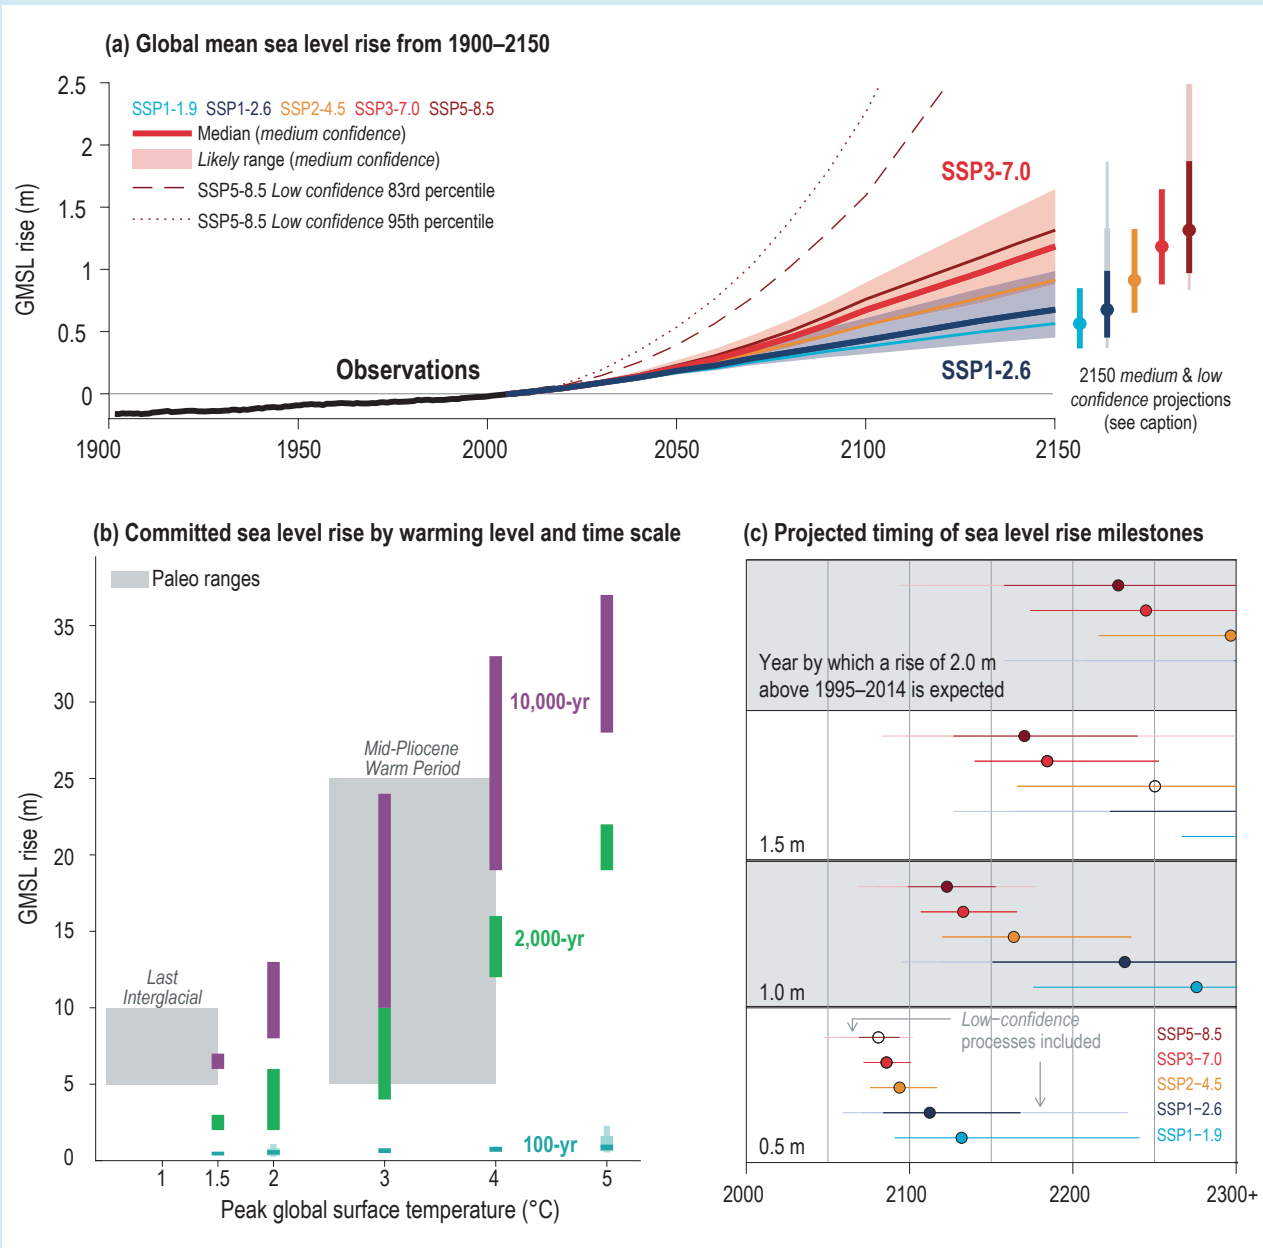 (a) Global mean sea level rise from 1900–2150
2.5
2
1.5
1
0.5
0
GMSL rise (m)
SSP1-1.9 SSP1-2.6 SSP2-4.5 SSP3-7.0 SSP5-8.5
Median (medium confidence)
Likely range (medium confidence)
SSP5-8.5 Low confidence 83rd percentile
SSP5-8.5 Low confidence 95th percentile
SSP3-7.0
Observations
SSP1-2.6
2150 medium & low
confidence projections
(see caption)
1900 1950 2000 2050 2100 2150
(b) Committed sea level rise by warming level and time scale
Paleo ranges
35
30
25
20
15
10
5
0
GMSL rise (m)
10,000-yr
Mid-Pliocene
Warm Period
2,000-yr
Last
Interglacial
100-yr
1 1.5 2 3 4 5
Peak global surface temperature (°C)
(c) Projected timing of sea level rise milestones
Year by which a rise of 2.0 m
above 1995–2014 is expected
1.5 m
1.0 m
Low−confidence
processes included
SSP5−8.5
SSP3−7.0
SSP2−4.5
SSP1−2.6
SSP1−1.9
0.5 m
2000 2100 2200 2300+